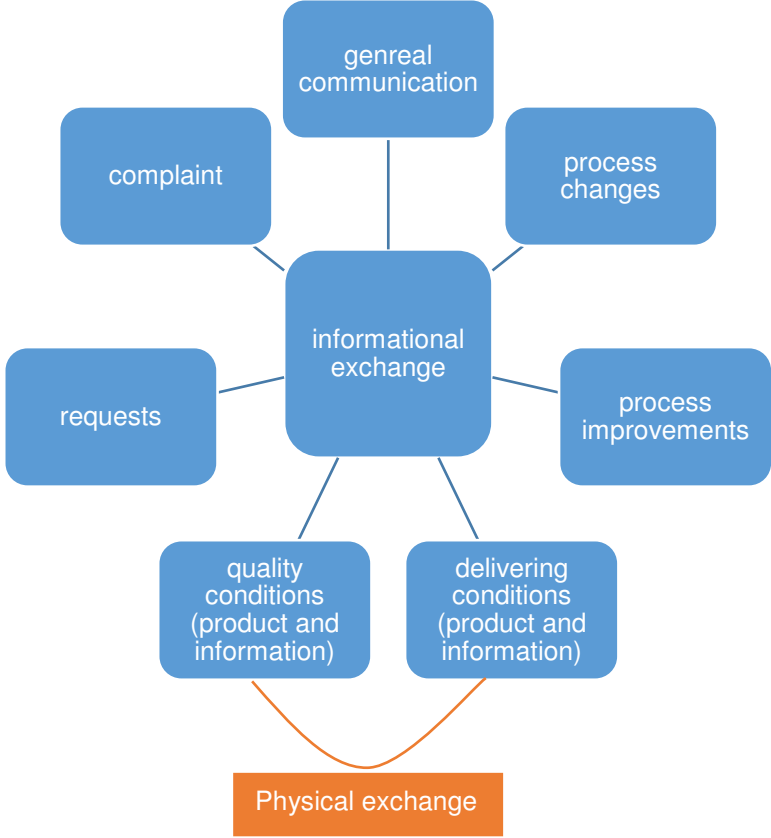 genreal
communication
complaint
process
changes
informational
exchange
requests
process
improvements
quality
conditions
(product and
information)
delivering
conditions
(product and
information)
Physical exchange